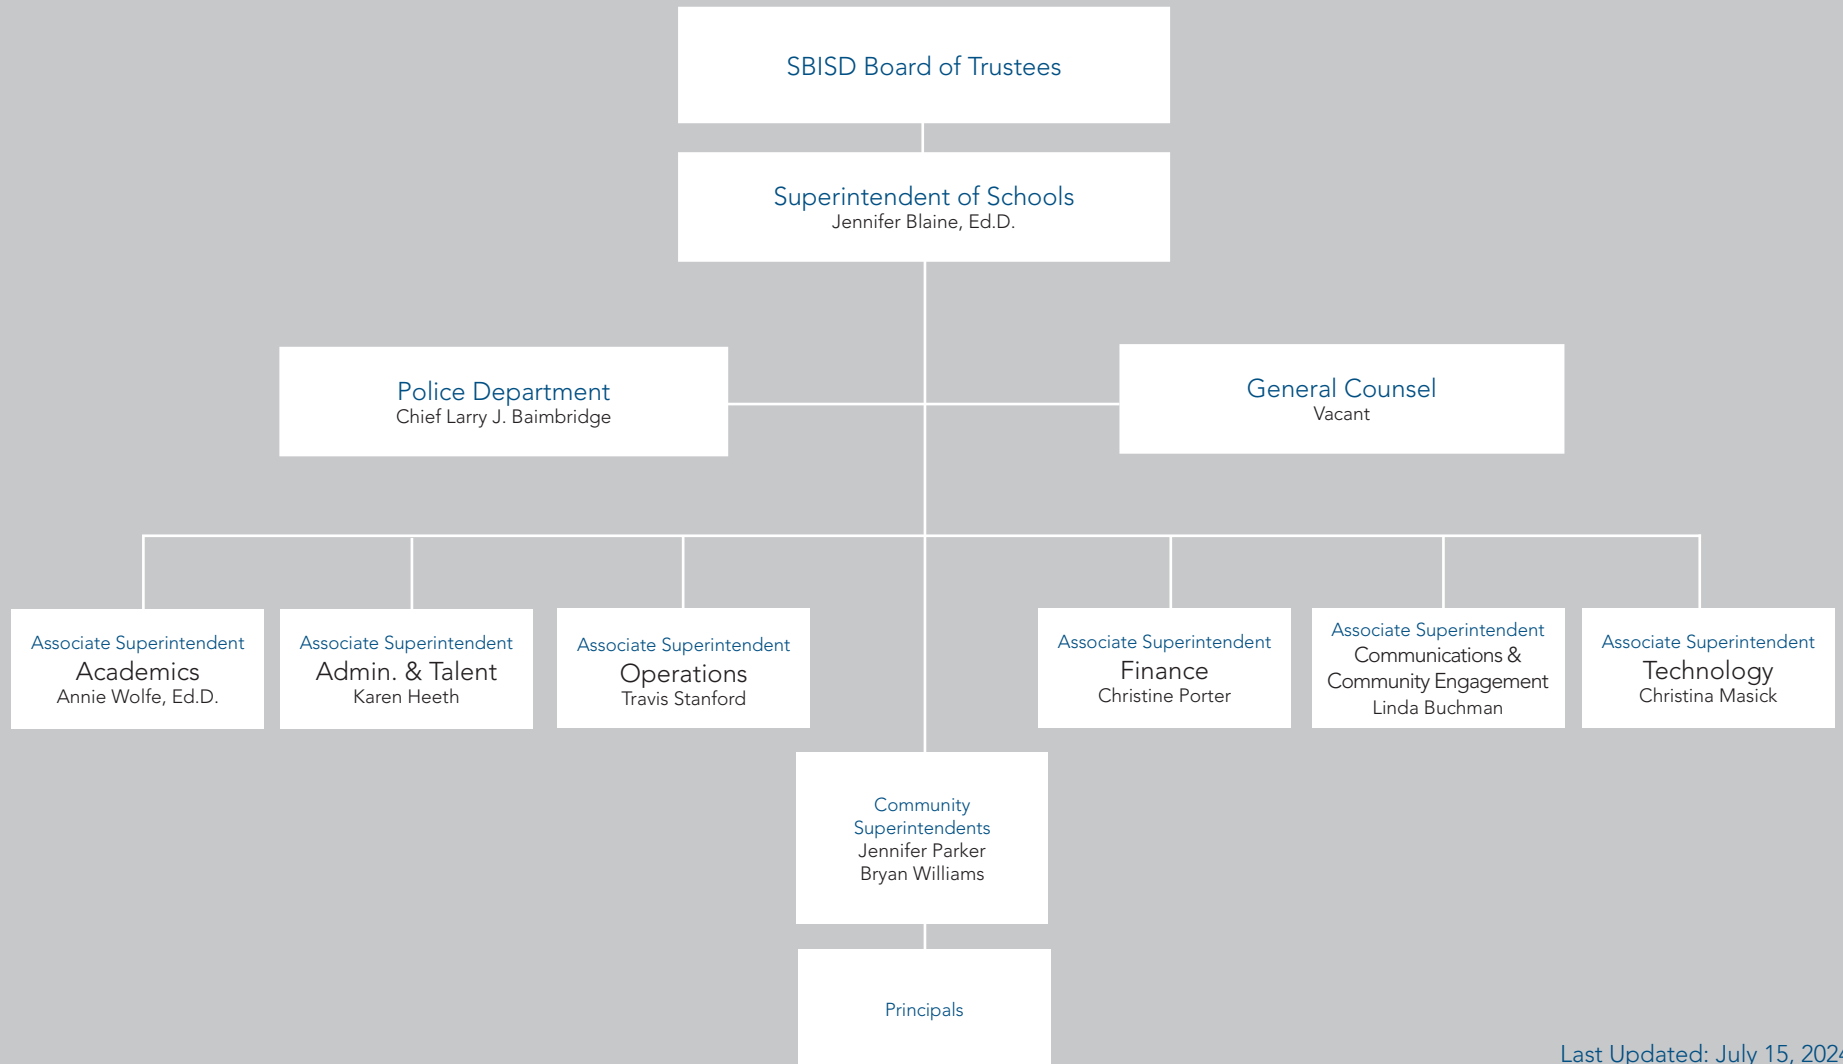 SBISD Board of Trustees
Superintendent of Schools
Jennifer Blaine, Ed.D.
Police Department
Chief Larry J. Baimbridge
General Counsel
Vacant
Associate Superintendent
Academics
Annie Wolfe, Ed.D.
Associate Superintendent
Admin. & Talent
Karen Heeth
Associate Superintendent
Operations
Travis Stanford
Associate Superintendent
Finance
Christine Porter
Associate Superintendent
Communications &
Community Engagement
Linda Buchman
Associate Superintendent
Technology
Christina Masick
Community
Superintendents
Jennifer Parker
Bryan Williams
Principals
Last Updated: July 15, 2024